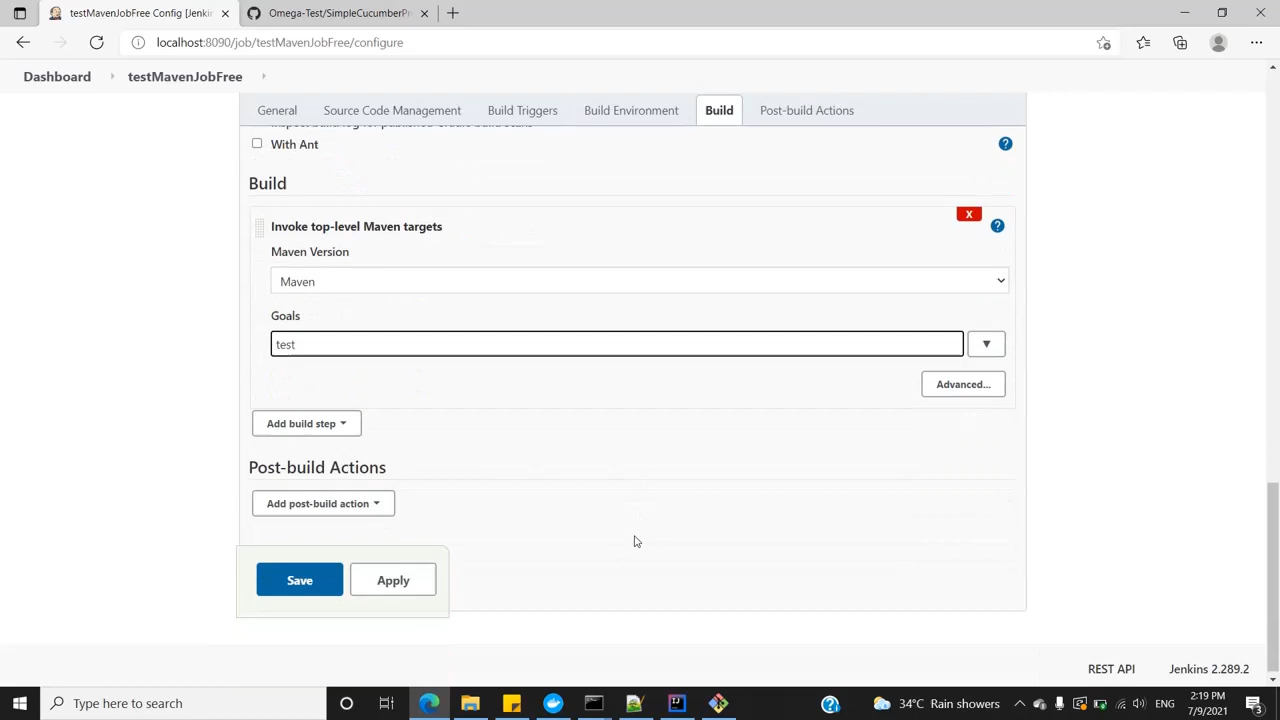 testMavenJobFree Config [Jenki
Omega-Test/SimpleCucumberPr
localhost:8090/job/testMavenJobFree/configure
Dashboard
testMavenJobFree
General
Source Code Management
Build Triggers
Build Environment
Build
Post-build Actions
With Ant
Build
X
Invoke top-level Maven targets
Maven Version
Maven
Goals
test
Advanced...
Add build step
Post-build Actions
Add post-build action
Save
Apply
REST API
Jenkins 2.289.2
Type here to search
34°C Rain showers
ENG
2:19 PM
7/9/2021
3